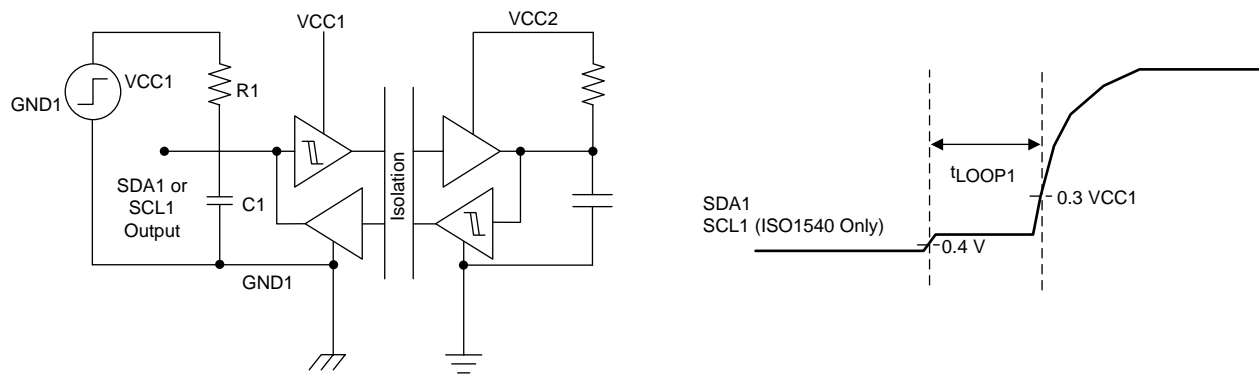 VCC1
VCC2
VCC1
R1
GND1
Isolation
SDA1 or
SCL1
Output
C1
GND1
tLOOP1
0.3 VCC1
SDA1
SCL1 (ISO1540 Only)
0.4 V